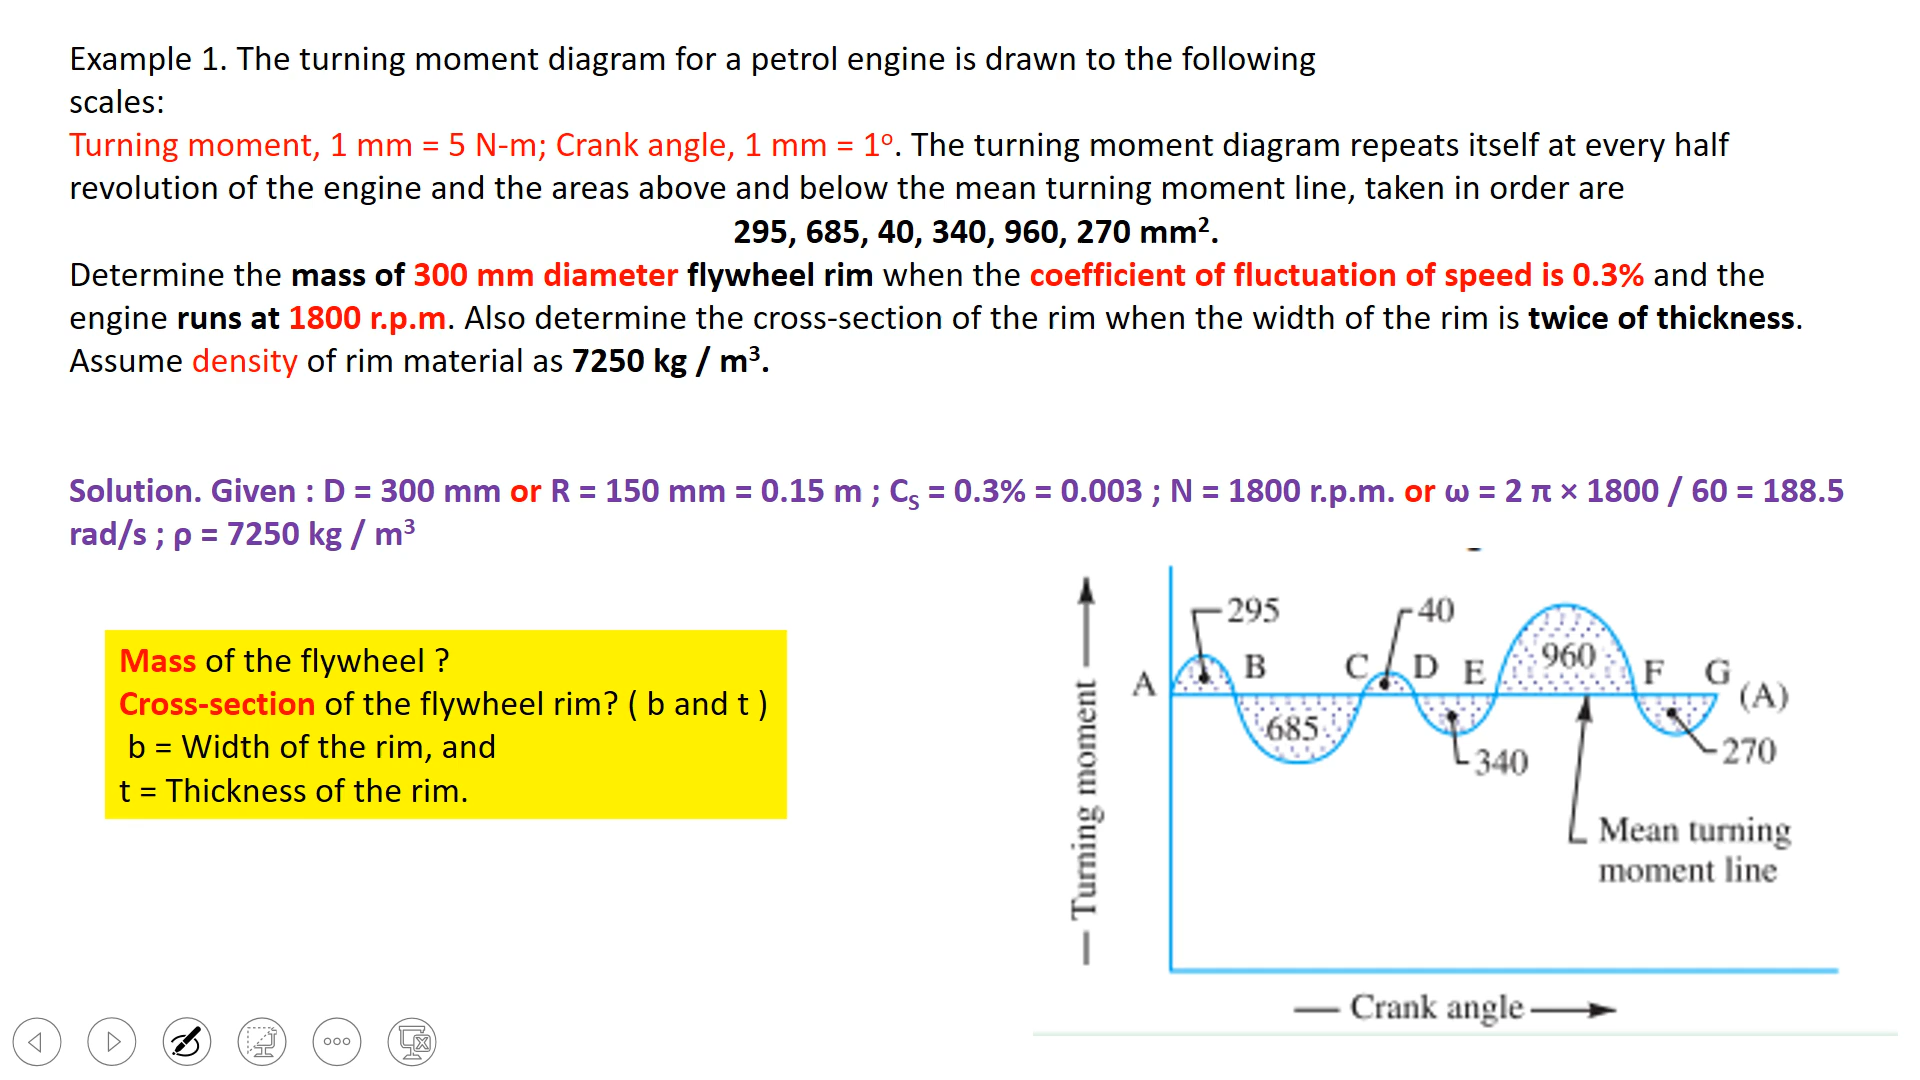 Example 1. The turning moment diagram for a petrol engine is drawn to the following
scales:
Turning moment, 1 mm = 5 N-m; Crank angle, 1 mm = 1º. The turning moment diagram repeats itself at every half
revolution of the engine and the areas above and below the mean turning moment line, taken in order are
295, 685, 40, 340, 960, 270 mm².
Determine the mass of 300 mm diameter flywheel rim when the coefficient of fluctuation of speed is 0.3% and the
engine runs at 1800 r.p.m. Also determine the cross-section of the rim when the width of the rim is twice of thickness.
Assume density of rim material as 7250 kg / m³.
Solution. Given : D = 300 mm or R = 150 mm = 0.15 m ; CS = 0.3% = 0.003 ; N = 1800 r.p.m. or ω = 2 π × 1800 / 60 = 188.5
rad/s ; ρ = 7250 kg / m³
Mass of the flywheel ?
Cross-section of the flywheel rim? ( b and t )
b = Width of the rim, and
t = Thickness of the rim.
Turning moment
295
40
A
B
C
D
E
960
F
G
(A)
685
340
270
Mean turning
moment line
Crank angle